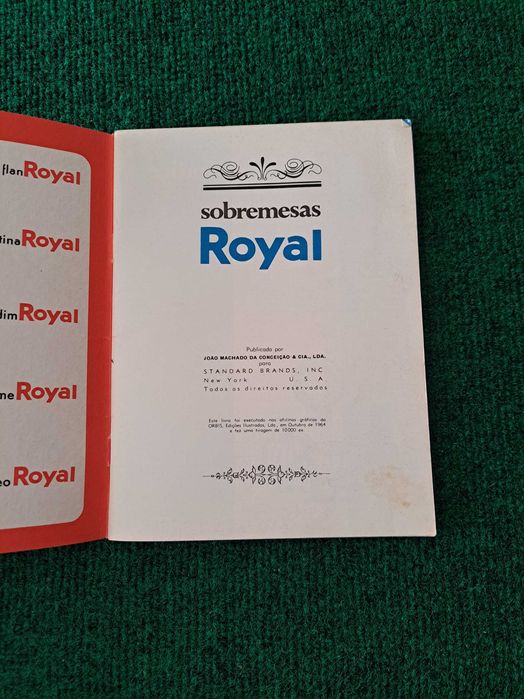 flan Royal
tina Royal
dim Royal
ne Royal
eo Royal
sobremesas
Royal
Publicado por
JOÃO MACHADO DA CONCEIÇÃO & CIA., LDA.
para
STANDARD BRANDS, INC
New York U. S. A.
Todos os direitos reservados
Este livro foi executado nas oficinas gráficas da
ORBIS, Edições Ilustradas, Lda., em Outubro de 1964
e fez uma tiragem de 10.000 ex.